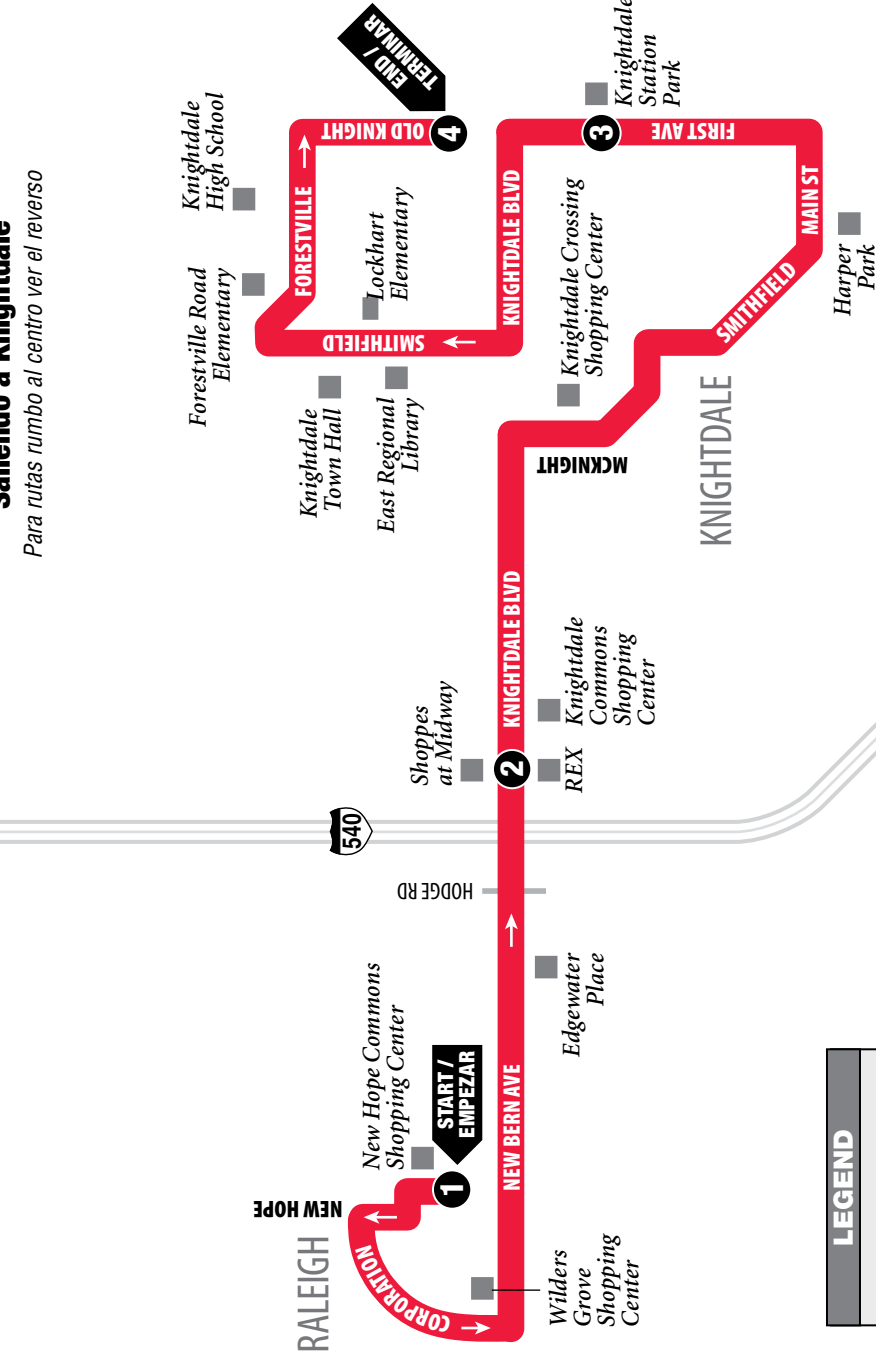 Saliendo a Knightdale
Para rutas rumbo al centro ver el reverso
RALEIGH
NEW HOPE
CORPORATION
New Hope Commons
Shopping Center
1
START /
EMPEZAR
Wilders
Grove
Shopping
Center
NEW BERN AVE
Edgewater
Place
HODGE RD
540
Shoppes
at Midway
2
REX
Knightdale
Commons
Shopping
Center
KNIGHTDALE BLVD
MCKNIGHT
Knightdale Crossing
Shopping Center
KNIGHTDALE
SMITHFIELD
MAIN ST
Harper
Park
FIRST AVE
3
Knightdale
Station
Park
KNIGHTDALE BLVD
SMITHFIELD
East Regional
Library
Knightdale
Town Hall
Lockhart
Elementary
Forestville Road
Elementary
FORESTVILLE
Knightdale
High School
OLD KNIGHT
4
END /
TERMINAR
LEGEND